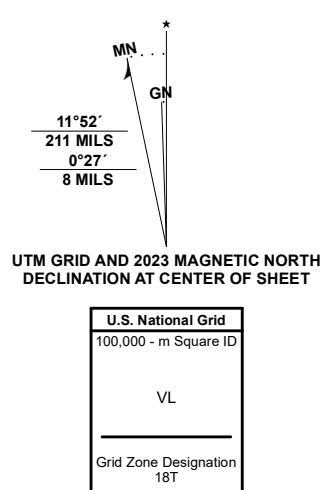 MN
GN
11°52´
211 MILS
0°27´
8 MILS
UTM GRID AND 2023 MAGNETIC NORTH
DECLINATION AT CENTER OF SHEET
U.S. National Grid
100,000 - m Square ID
VL
Grid Zone Designation
18T